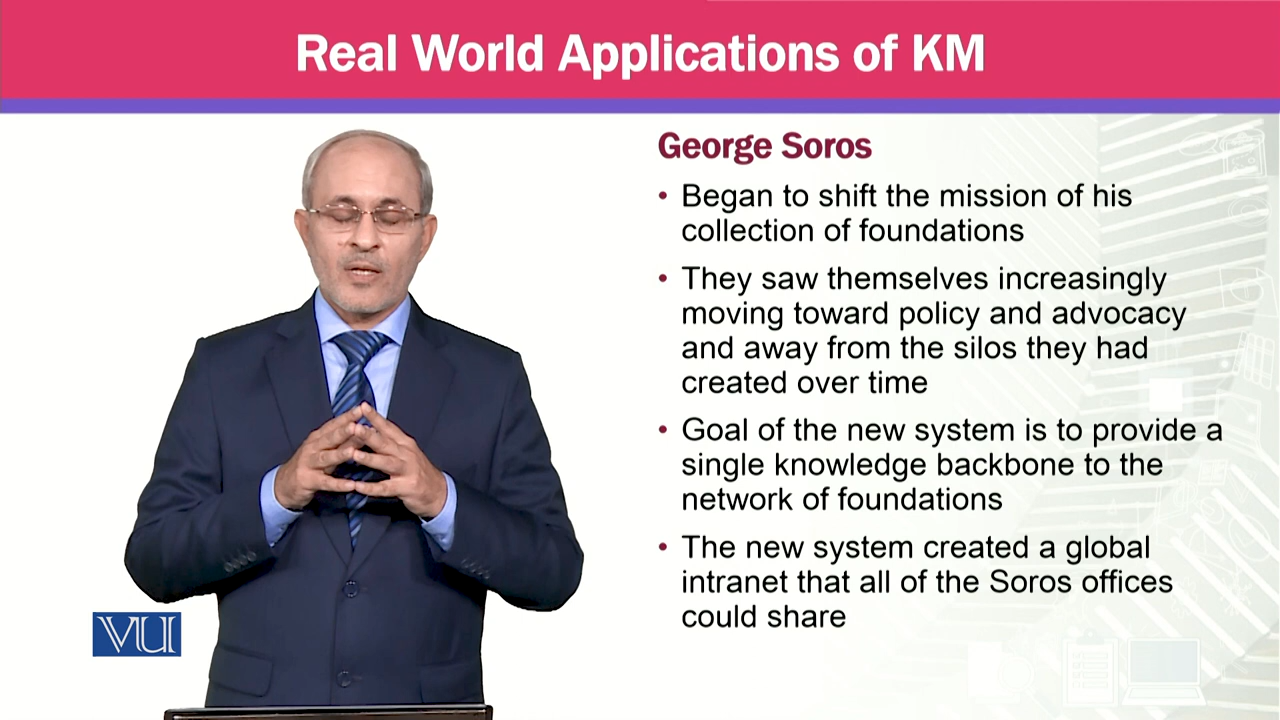 Real World Applications of KM
George Soros
• Began to shift the mission of his
collection of foundations
• They saw themselves increasingly
moving toward policy and advocacy
and away from the silos they had
created over time
• Goal of the new system is to provide a
single knowledge backbone to the
network of foundations
• The new system created a global
intranet that all of the Soros offices
could share
VU